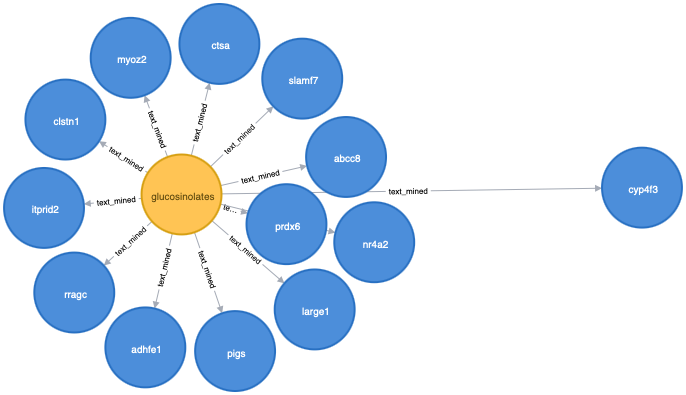 ctsa
myoz2
slamf7
text_mined
text_mined
text_mined
clstn1
text_mined
abcc8
text_mined
text_mined
cyp4f3
glucosinolates
itprid2
text_mined
te...
prdx6
nr4a2
text_mined
text_mined
text_mined
text_mined
text_mined
rragc
large1
adhfe1
pigs